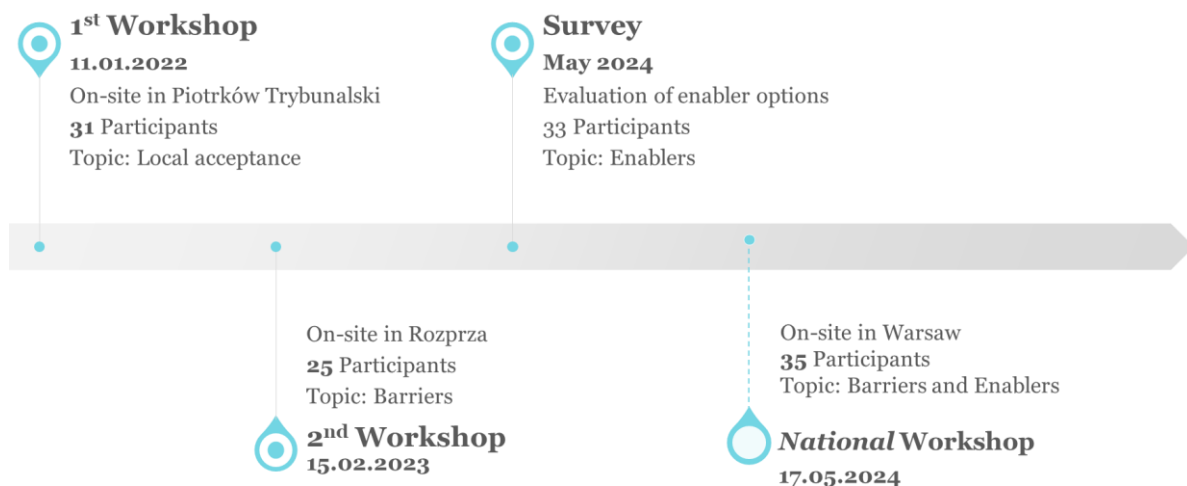 1st Workshop
11.01.2022
On-site in Piotrków Trybunalski
31 Participants
Topic: Local acceptance
Survey
May 2024
Evaluation of enabler options
33 Participants
Topic: Enablers
On-site in Rozprza
25 Participants
Topic: Barriers
2nd Workshop
15.02.2023
On-site in Warsaw
35 Participants
Topic: Barriers and Enablers
National Workshop
17.05.2024